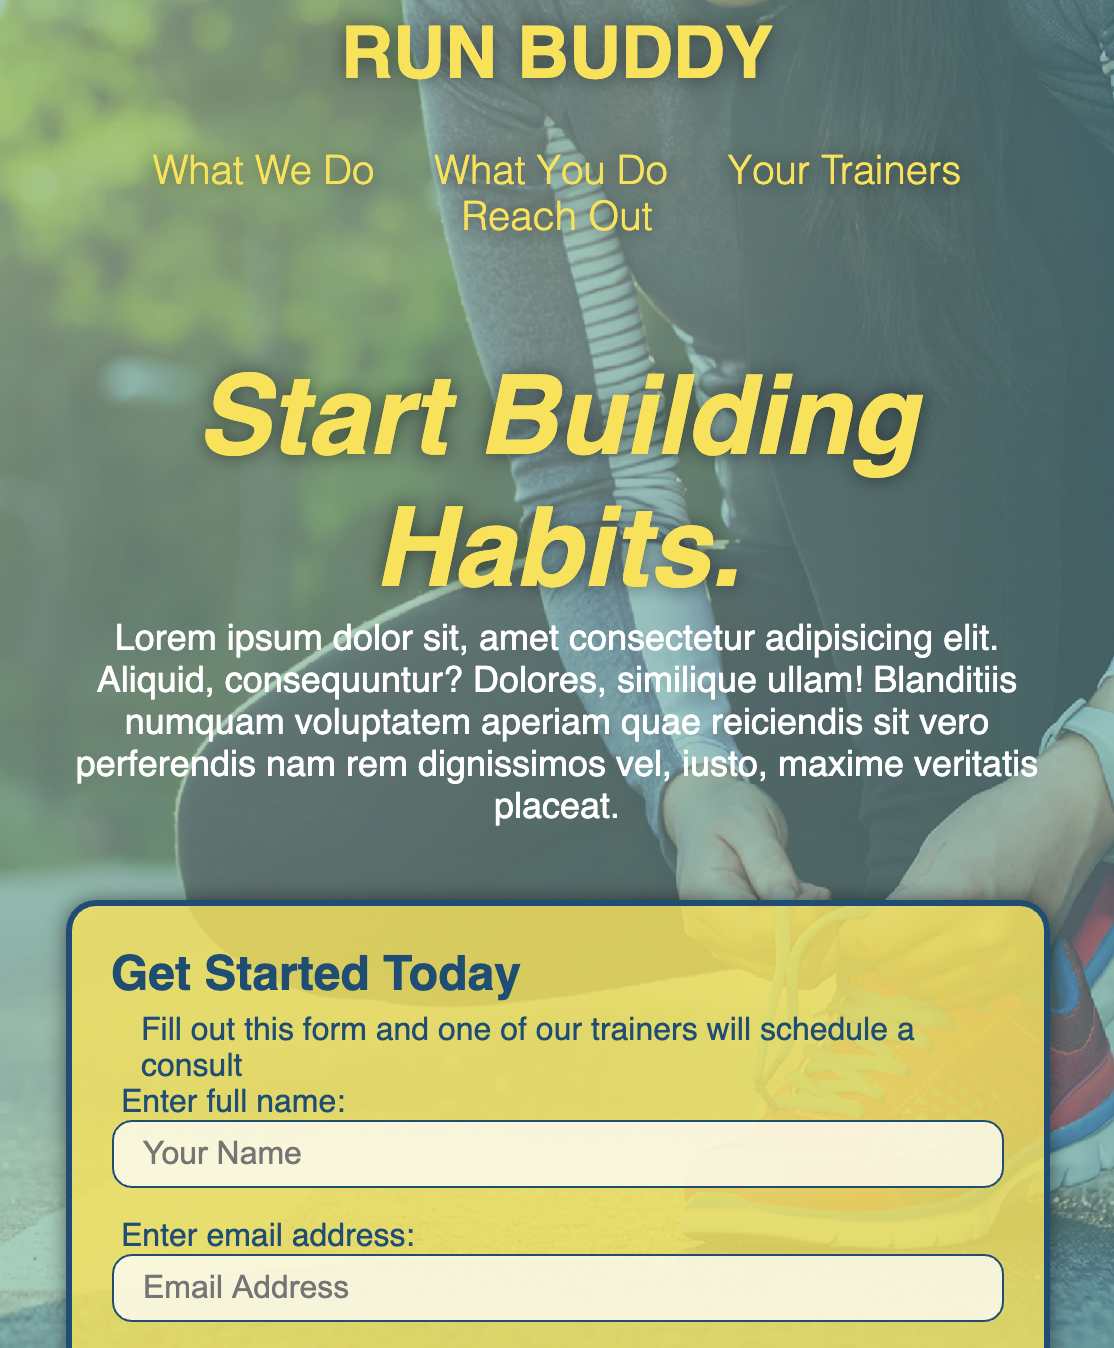 RUN BUDDY
What We Do What You Do Your Trainers
Reach Out
Start Building
Habits.
Lorem ipsum dolor sit, amet consectetur adipisicing elit.
Aliquid, consequuntur? Dolores, similique ullam! Blanditiis
numquam voluptatem aperiam quae reiciendis sit vero
perferendis nam rem dignissimos vel, iusto, maxime veritatis
placeat.
Get Started Today
Fill out this form and one of our trainers will schedule a
consult
Enter full name:
Your Name
Enter email address:
Email Address